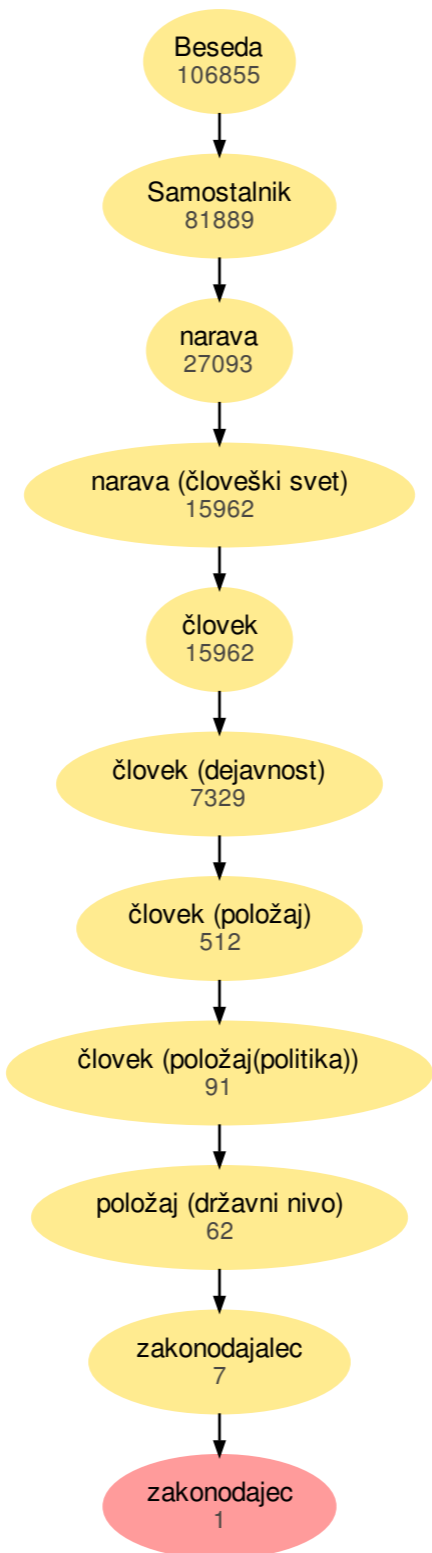 Beseda
106855
Samostalnik
81889
narava
27093
narava (človeški svet)
15962
človek
15962
človek (dejavnost)
7329
človek (položaj)
512
človek (položaj(politika))
91
položaj (državni nivo)
62
zakonodajalec
7
zakonodajec
1